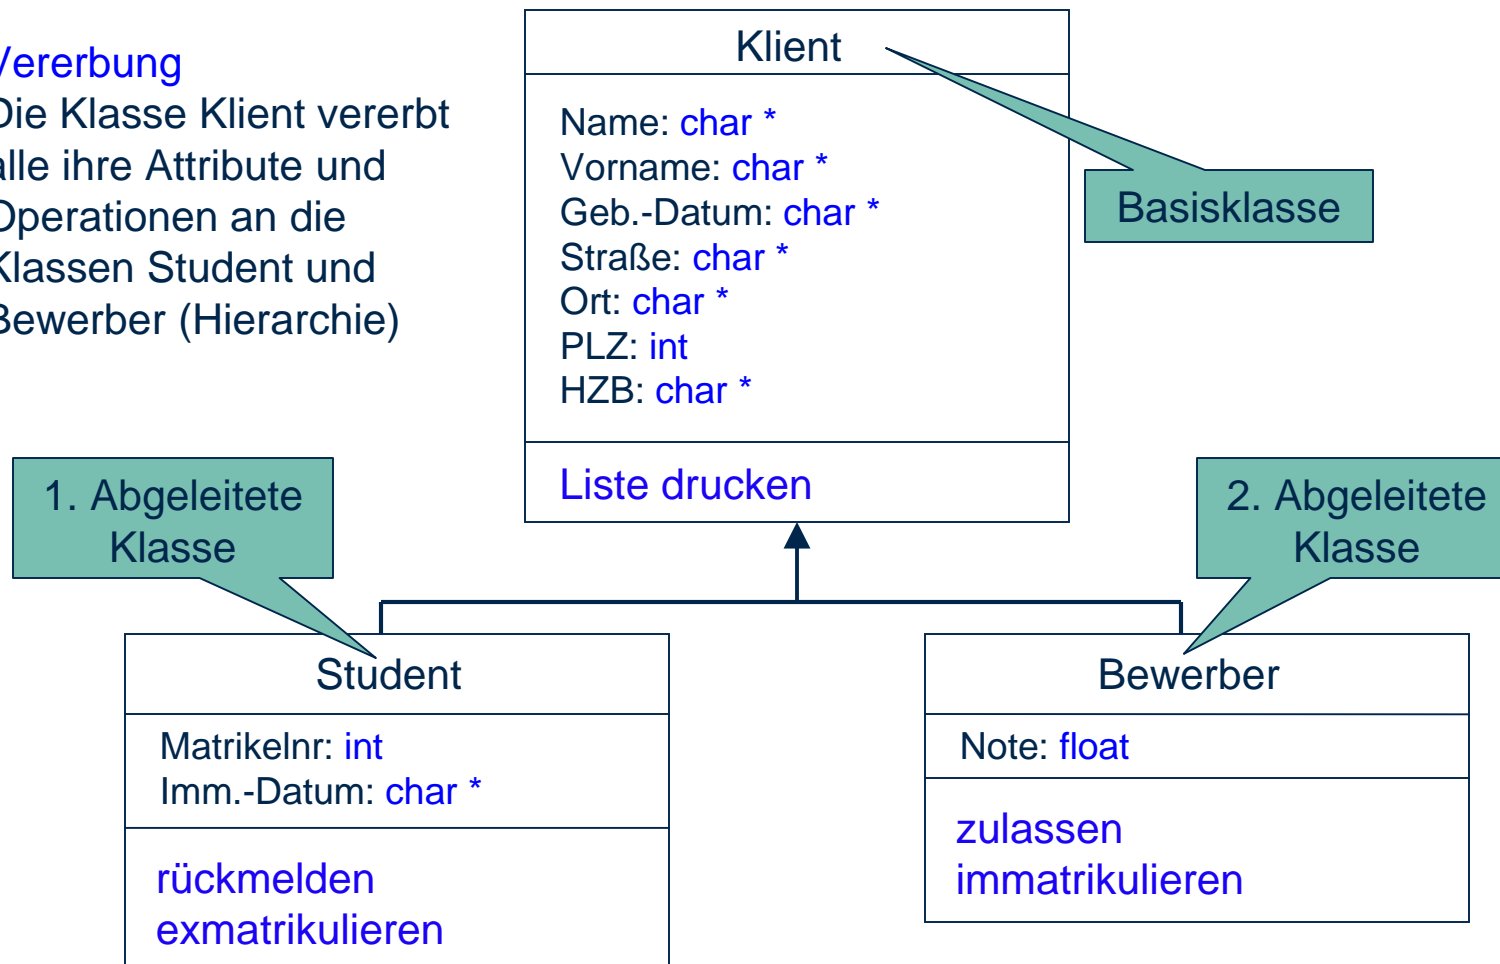 Vererbung
Die Klasse Klient vererbt
alle ihre Attribute und
Operationen an die
Klassen Student und
Bewerber (Hierarchie)
Klient
Name: char *
Vorname: char *
Geb.-Datum: char *
Straße: char *
Ort: char *
PLZ: int
HZB: char *
Liste drucken
Basisklasse
1. Abgeleitete
Klasse
2. Abgeleitete
Klasse
Student
Matrikelnr: int
Imm.-Datum: char *
rückmelden
exmatrikulieren
Bewerber
Note: float
zulassen
immatrikulieren